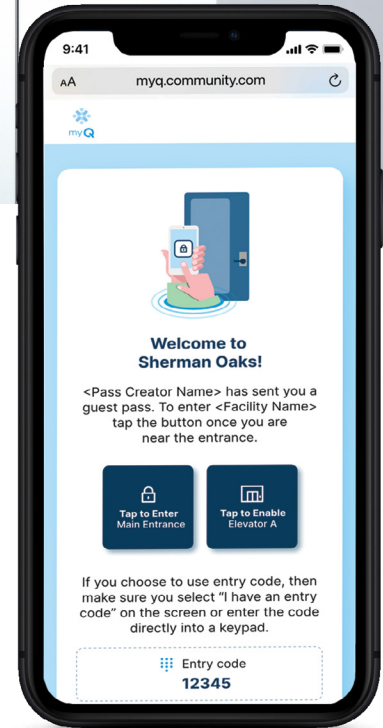 9:41
AA
myq.community.com
myQ
Welcome to
Sherman Oaks!
<Pass Creator Name> has sent you a
guest pass. To enter <Facility Name>
tap the button once you are
near the entrance.
Tap to Enter
Main Entrance
Tap to Enable
Elevator A
If you choose to use entry code, then
make sure you select "I have an entry
code" on the screen or enter the code
directly into a keypad.
Entry code
12345